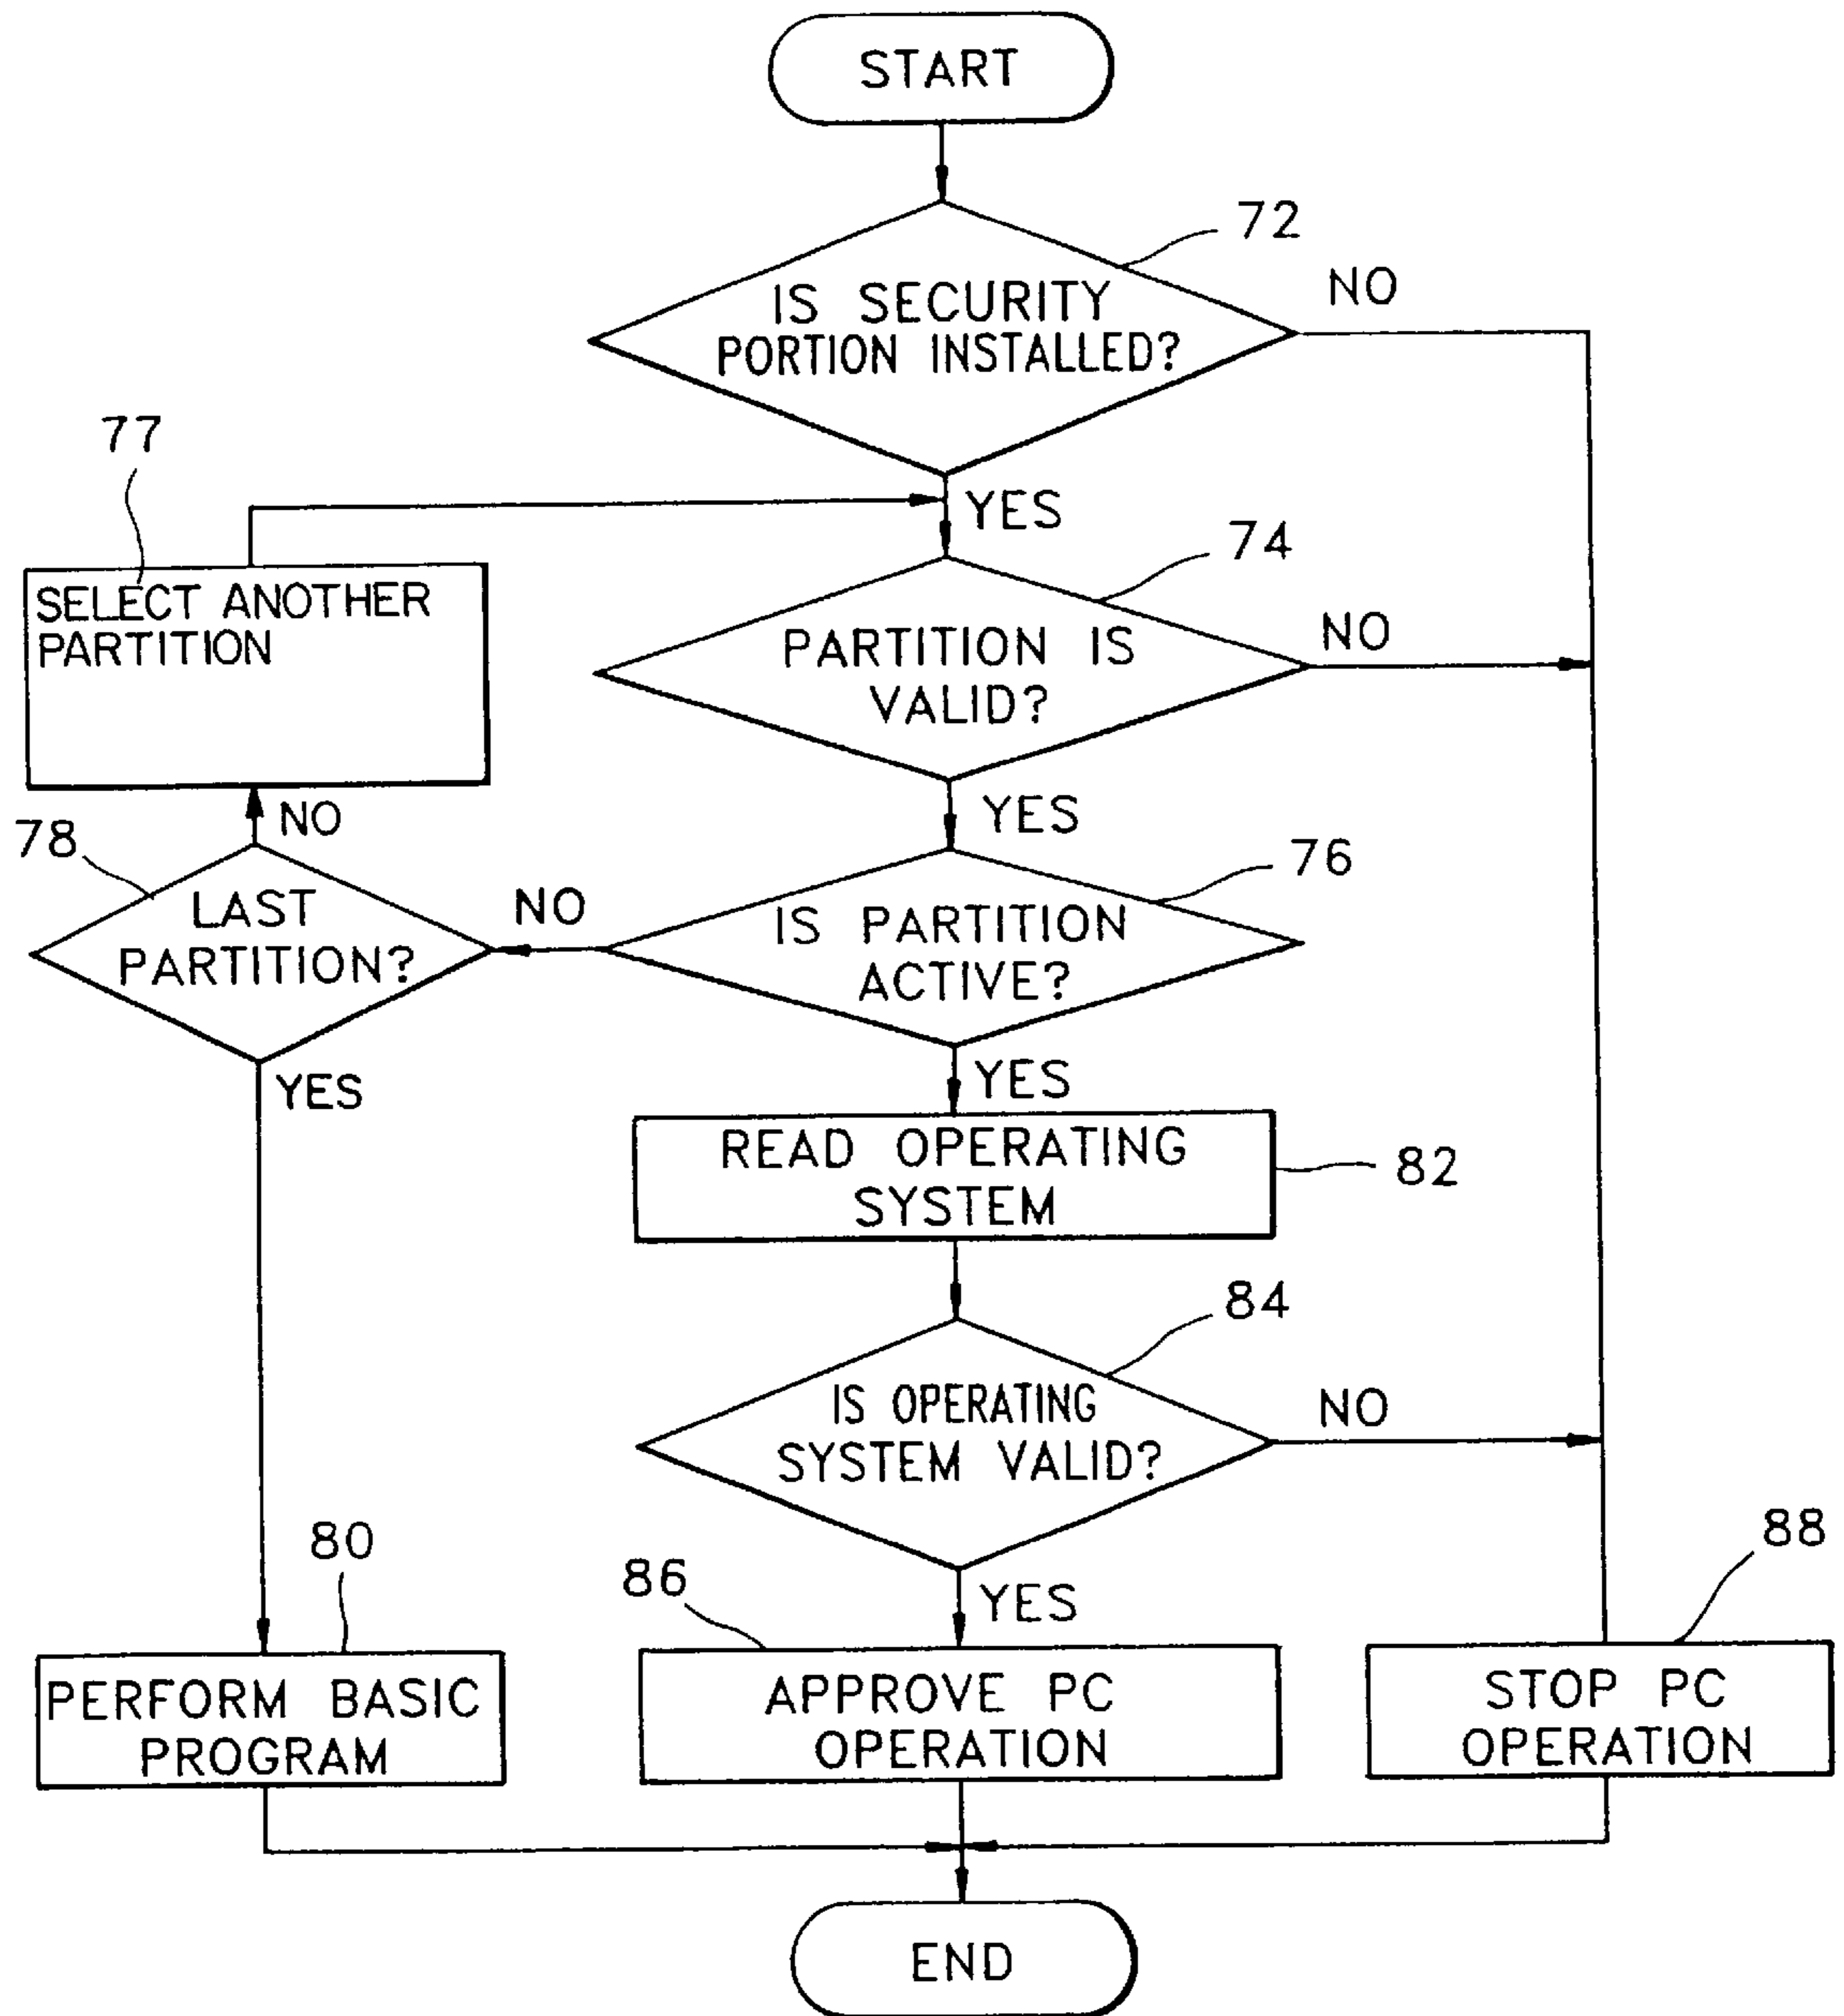 START
72
IS SECURITY
PORTION INSTALLED?
NO
77
YES
74
SELECT ANOTHER
PARTITION
PARTITION IS
VALID?
NO
YES
NO
78
76
LAST
PARTITION?
NO
IS PARTITION
ACTIVE?
YES
YES
READ OPERATING
SYSTEM
82
84
IS OPERATING
SYSTEM VALID?
NO
80
86
YES
88
PERFORM BASIC
PROGRAM
APPROVE PC
OPERATION
STOP PC
OPERATION
END